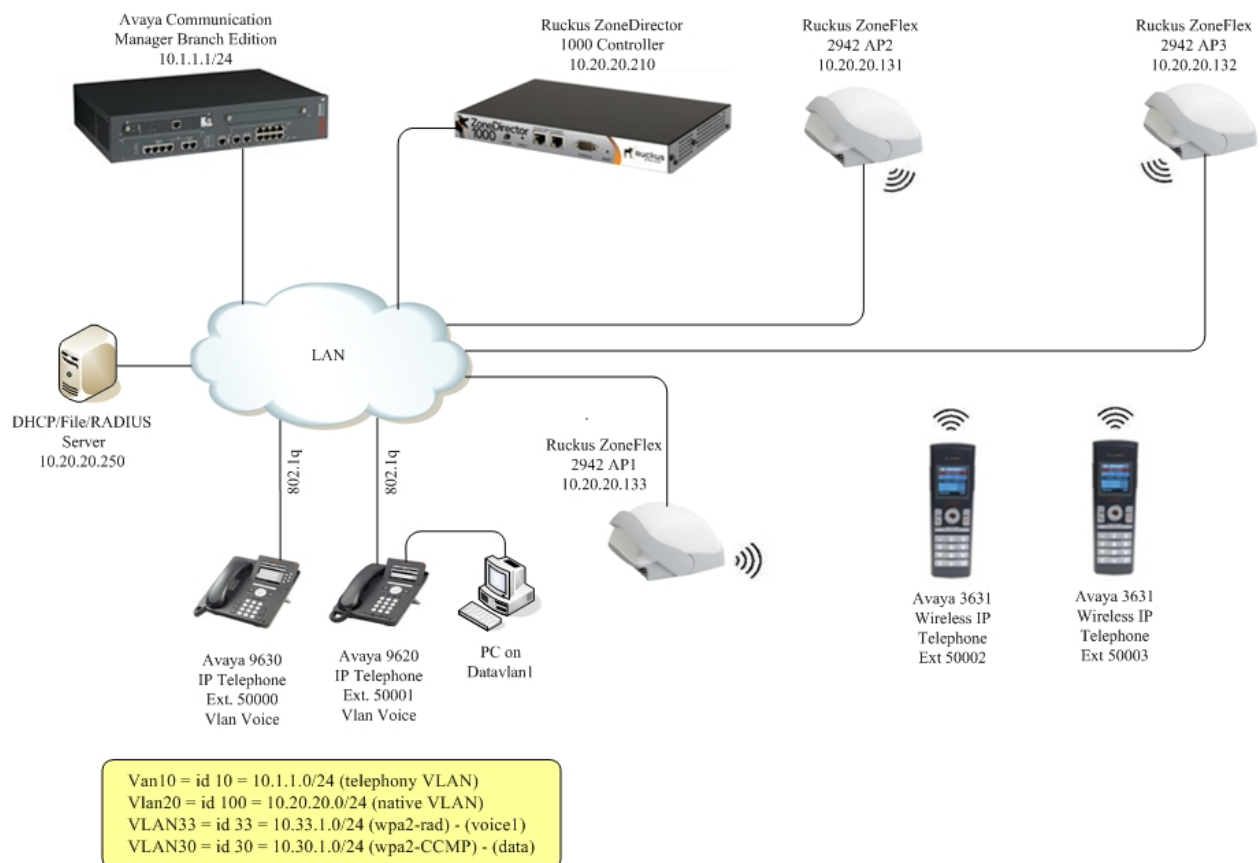 Avaya Communication
Manager Branch Edition
10.1.1.1/24
Ruckus ZoneDirector
1000 Controller
10.20.20.210
Ruckus ZoneFlex
2942 AP2
10.20.20.131
Ruckus ZoneFlex
2942 AP3
10.20.20.132
ZoneDirector
1000
Ruckus
LAN
DHCP/File/RADIUS
Server
10.20.20.250
802.1q
802.1q
Ruckus ZoneFlex
2942 AP1
10.20.20.133
Avaya 9630
IP Telephone
Ext. 50000
Vlan Voice
Avaya 9620
IP Telephone
Ext. 50001
Vlan Voice
PC on
Datavlan1
Avaya 3631
Wireless IP
Telephone
Ext 50002
Avaya 3631
Wireless IP
Telephone
Ext 50003
Van10 = id 10 = 10.1.1.0/24 (telephony VLAN)
Vlan20 = id 100 = 10.20.20.0/24 (native VLAN)
VLAN33 = id 33 = 10.33.1.0/24 (wpa2-rad) - (voice1)
VLAN30 = id 30 = 10.30.1.0/24 (wpa2-CCMP) - (data)